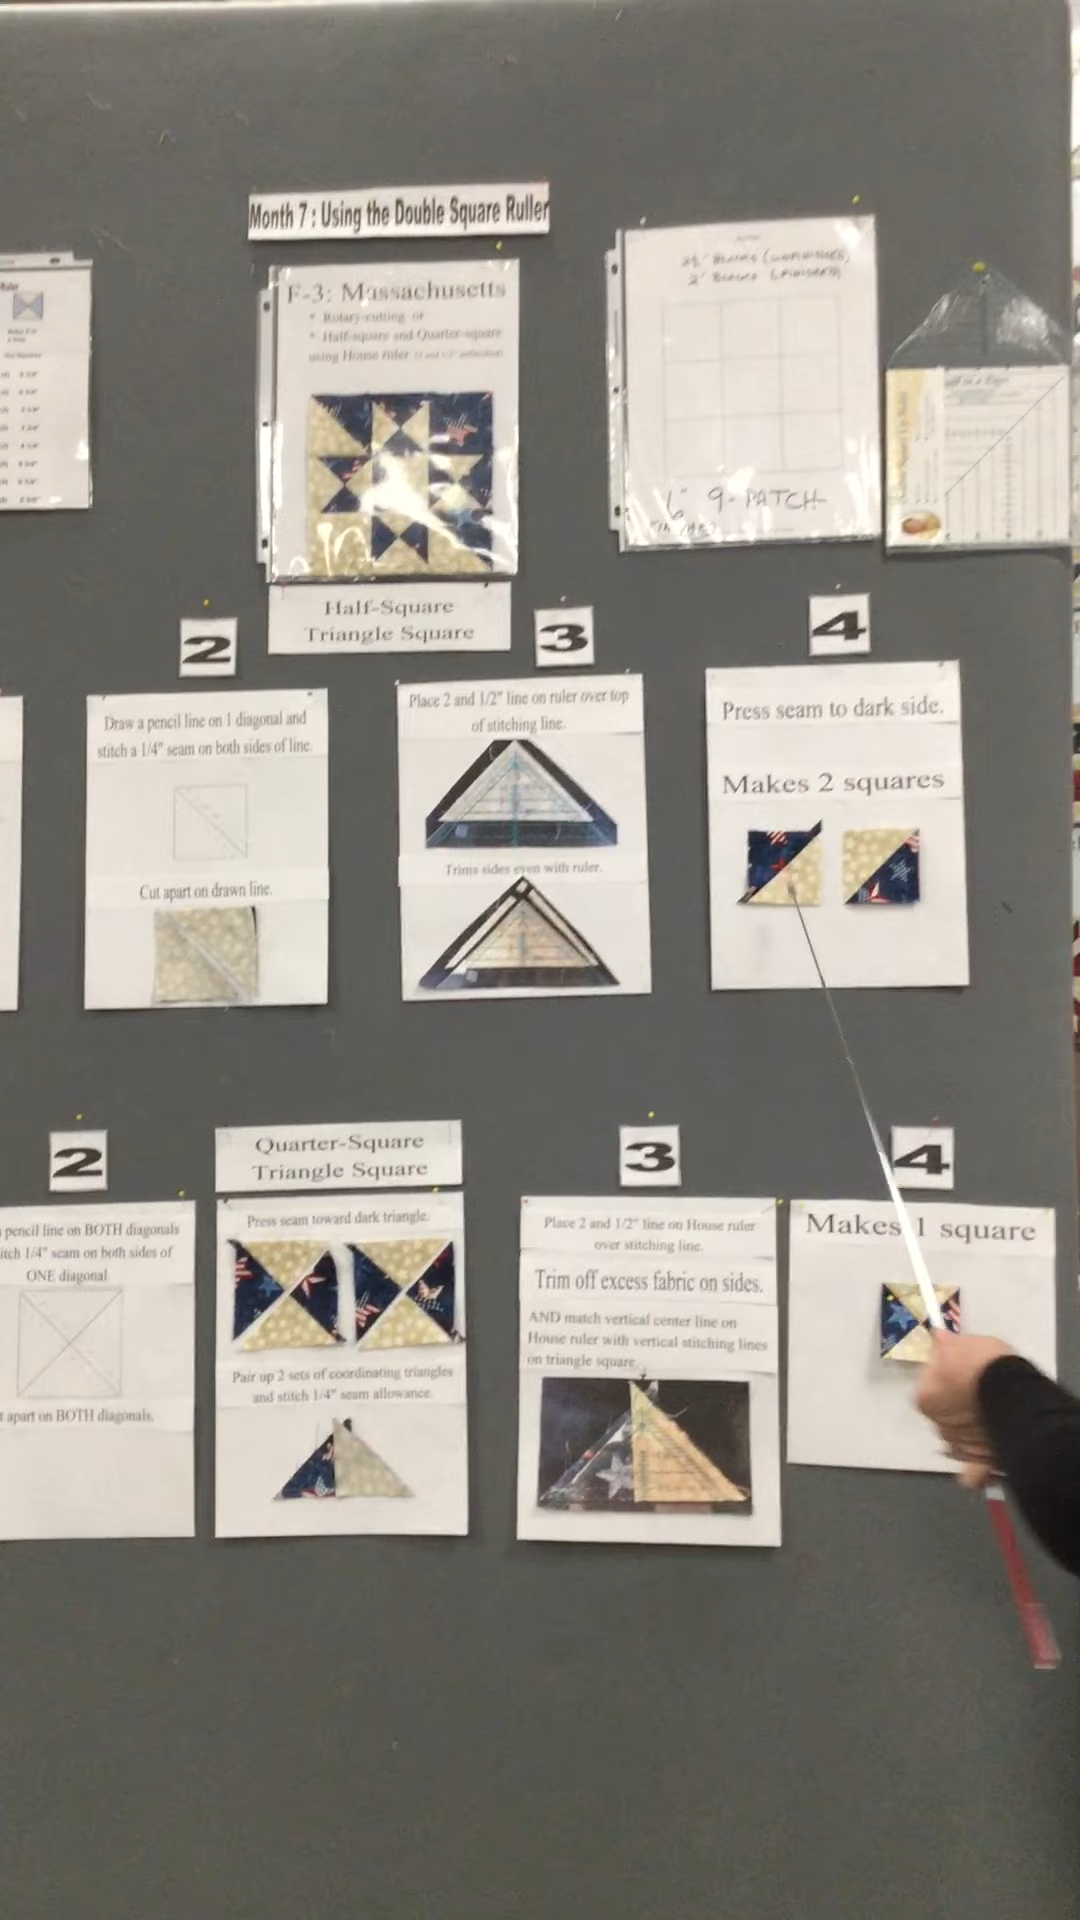 Month 7 : Using the Double Square Ruller
F-3: Massachusetts
• Rotary-cutting or
• Half-square and Quarter-square
using House ruler
2½" Blocks (unfinished)
2" Blocks (finished)
6" 9-PATCH
Half-Square
Triangle Square
2
Draw a pencil line on 1 diagonal and
stitch a 1/4" seam on both sides of line.
Cut apart on drawn line.
3
Place 2 and 1/2" line on ruler over top
of stitching line.
Trims sides even with ruler.
4
Press seam to dark side.
Makes 2 squares
2
pencil line on BOTH diagonals
itch 1/4" seam on both sides of
ONE diagonal.
t apart on BOTH diagonals.
Quarter-Square
Triangle Square
Press seam toward dark triangle.
Pair up 2 sets of coordinating triangles
and stitch 1/4" seam allowance.
3
Place 2 and 1/2" line on House ruler
over stitching line.
Trim off excess fabric on sides.
AND match vertical center line on
House ruler with vertical stitching lines
on triangle square.
4
Makes 1 square